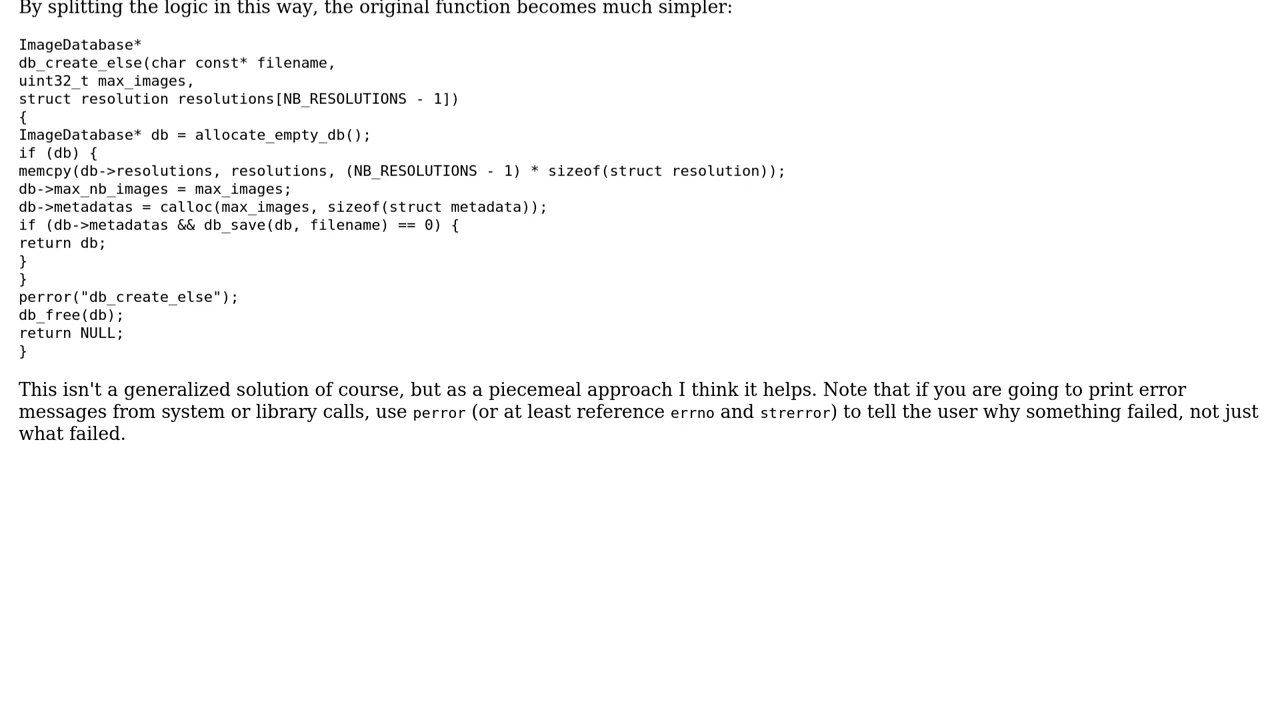 By splitting the logic in this way, the original function becomes much simpler:
ImageDatabase*
db_create_else(char const* filename,
uint32_t max_images,
struct resolution resolutions[NB_RESOLUTIONS - 1])
{
ImageDatabase* db = allocate_empty_db();
if (db) {
memcpy(db->resolutions, resolutions, (NB_RESOLUTIONS - 1) * sizeof(struct resolution));
db->max_nb_images = max_images;
db->metadatas = calloc(max_images, sizeof(struct metadata));
if (db->metadatas && db_save(db, filename) == 0) {
return db;
}
}
perror("db_create_else");
db_free(db);
return NULL;
}
This isn't a generalized solution of course, but as a piecemeal approach I think it helps. Note that if you are going to print error
messages from system or library calls, use perror (or at least reference errno and strerror) to tell the user why something failed, not just
what failed.